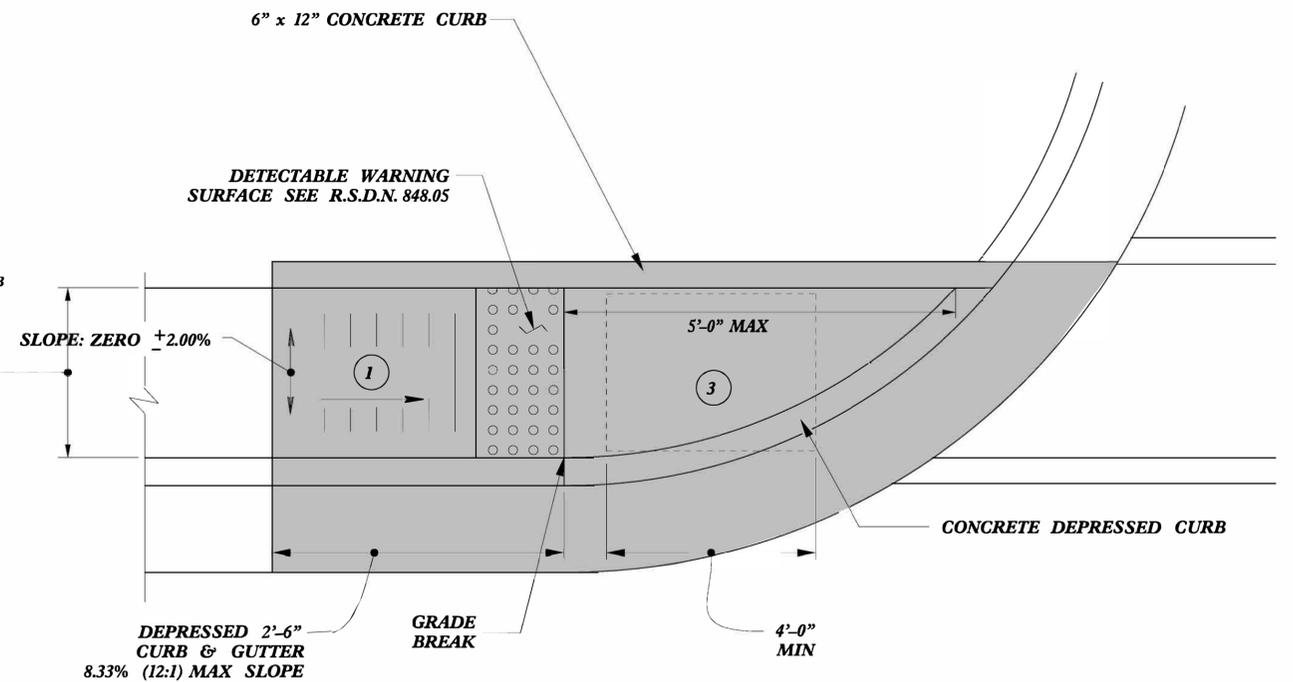 6” x 12” CONCRETE CURB
DETECTABLE WARNING
SURFACE SEE R.S.D.N. 848.05
B
SLOPE: ZERO ±2.00%
5’–0” MAX
1
3
CONCRETE DEPRESSED CURB
DEPRESSED 2’–6”
CURB & GUTTER
8.33% (12:1) MAX SLOPE
GRADE
BREAK
4’–0”
MIN